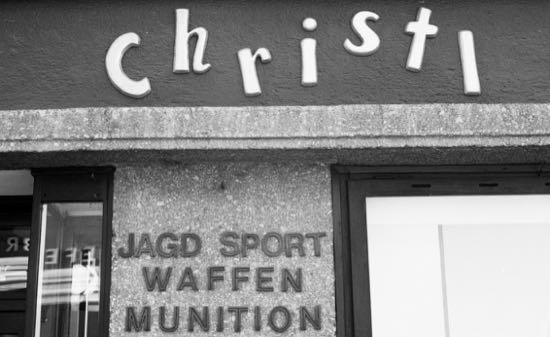 christl
JAGD SPORT
WAFFEN
MUNITION